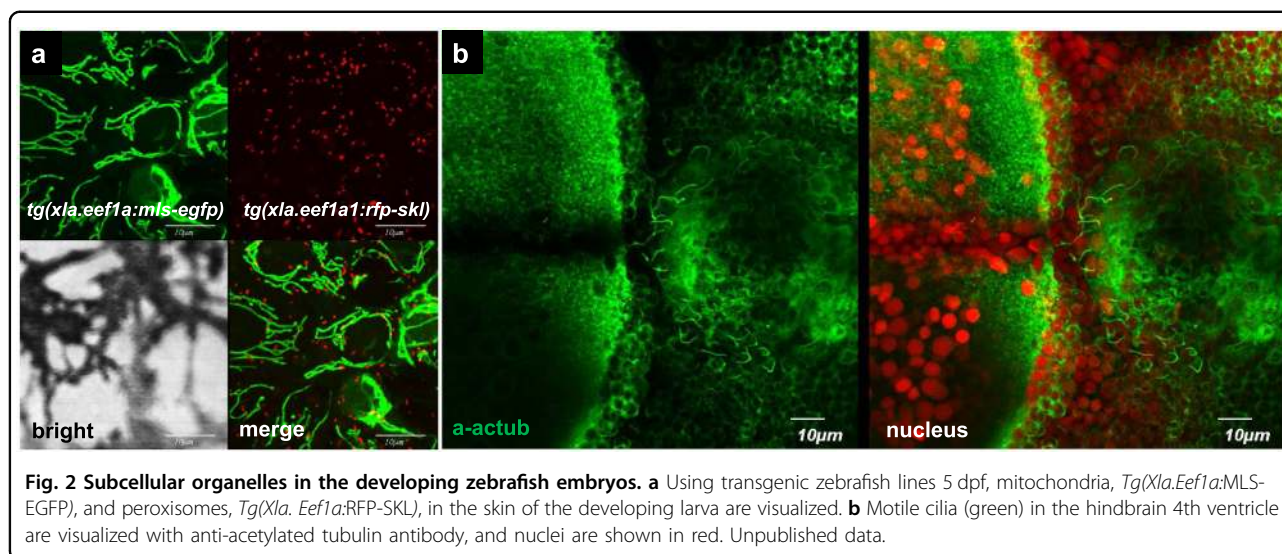 a
tg(xla.eef1a:mls-egfp)
10μm
tg(xla.eef1a1:rfp-skl)
10μm
bright
10μm
merge
10μm
b
a-actub
10μm
nucleus
10μm
Fig. 2 Subcellular organelles in the developing zebrafish embryos. a Using transgenic zebrafish lines 5 dpf, mitochondria, Tg(Xla.Eef1a:MLS-
EGFP), and peroxisomes, Tg(Xla. Eef1a:RFP-SKL), in the skin of the developing larva are visualized. b Motile cilia (green) in the hindbrain 4th ventricle
are visualized with anti-acetylated tubulin antibody, and nuclei are shown in red. Unpublished data.